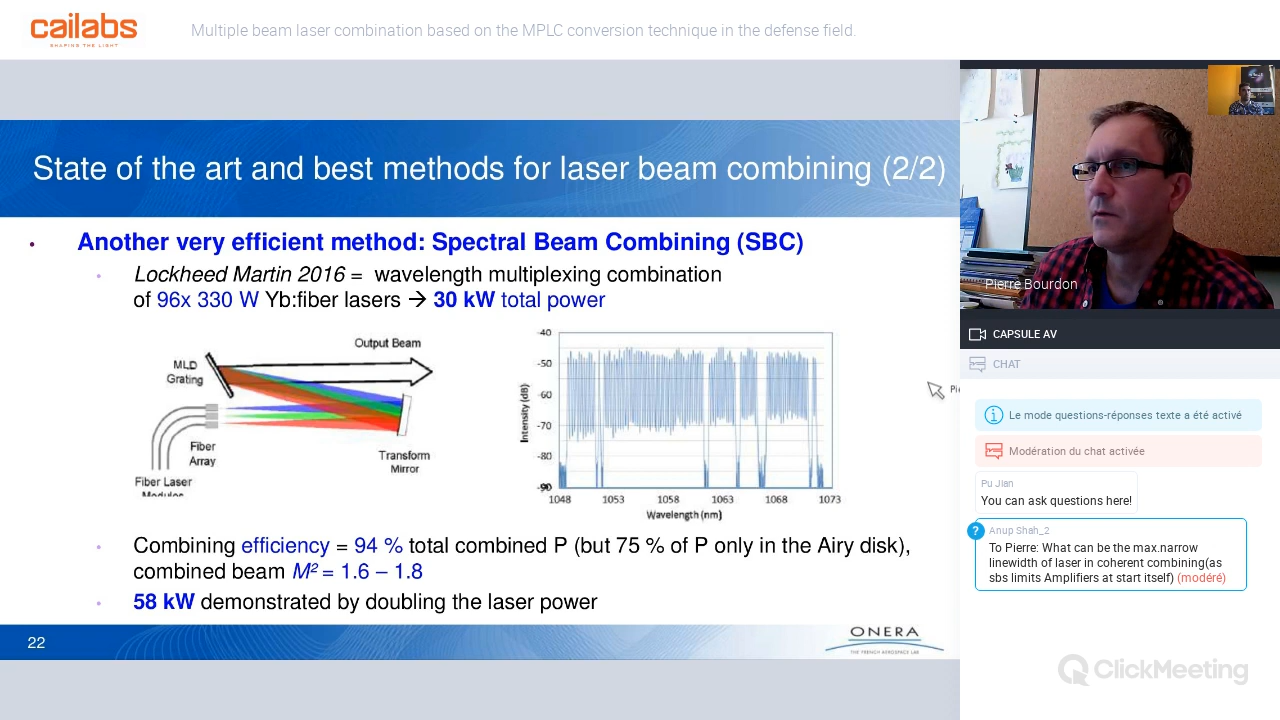 cailabs
SHAPING THE LIGHT
Multiple beam laser combination based on the MPLC conversion technique in the defense field.
State of the art and best methods for laser beam combining (2/2)
• Another very efficient method: Spectral Beam Combining (SBC)
• Lockheed Martin 2016 = wavelength multiplexing combination
of 96x 330 W Yb:fiber lasers → 30 kW total power
Output Beam
MLD
Grating
Fiber
Array
Fiber Laser
Modules
Transform
Mirror
-40
-50
-60
-70
-80
-90
Intensity (dB)
1048 1053 1058 1063 1068 1073
Wavelength (nm)
• Combining efficiency = 94 % total combined P (but 75 % of P only in the Airy disk),
combined beam M² = 1.6 – 1.8
• 58 kW demonstrated by doubling the laser power
22
ONERA
THE FRENCH AEROSPACE LAB
Pierre Bourdon
CAPSULE AV
CHAT
Le mode questions-réponses texte a été activé
Modération du chat activée
Pu Jian
You can ask questions here!
?
Anup Shah_2
To Pierre: What can be the max.narrow
linewidth of laser in coherent combining(as
sbs limits Amplifiers at start itself) (modéré)
ClickMeeting